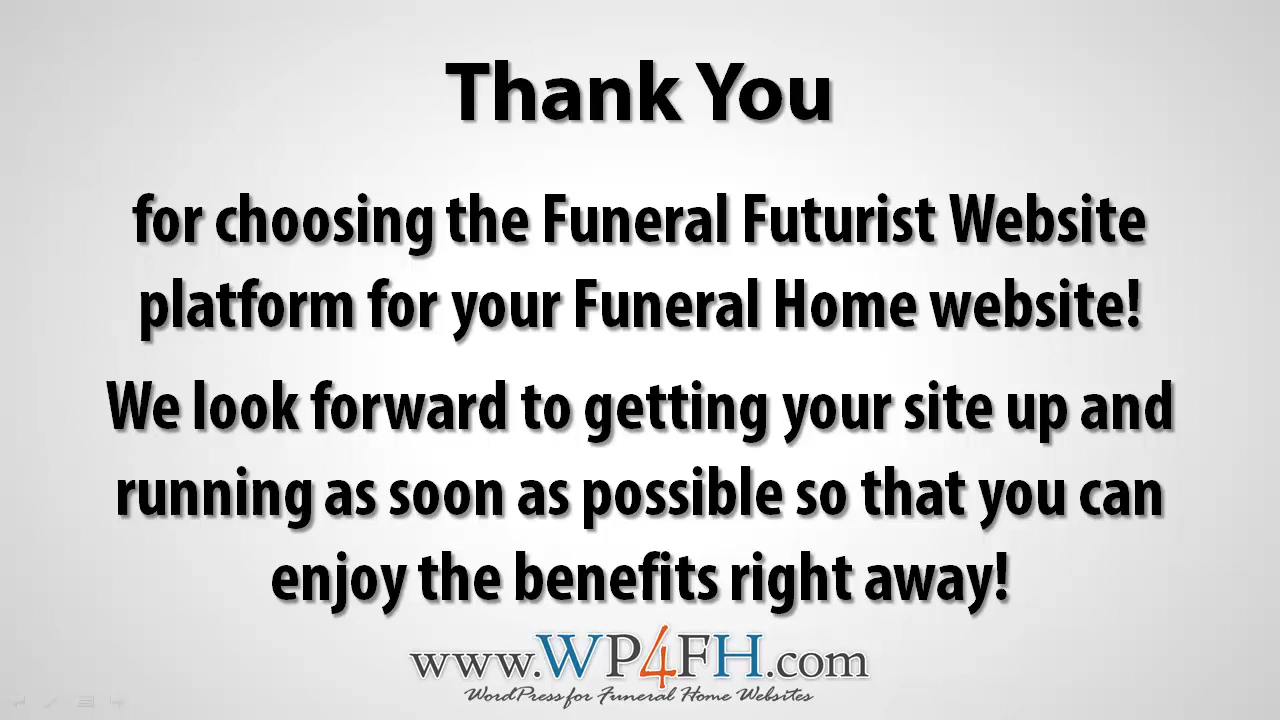 Thank You
for choosing the Funeral Futurist Website
platform for your Funeral Home website!
We look forward to getting your site up and
running as soon as possible so that you can
enjoy the benefits right away!
www.WP4FH.com
WordPress for Funeral Home Websites